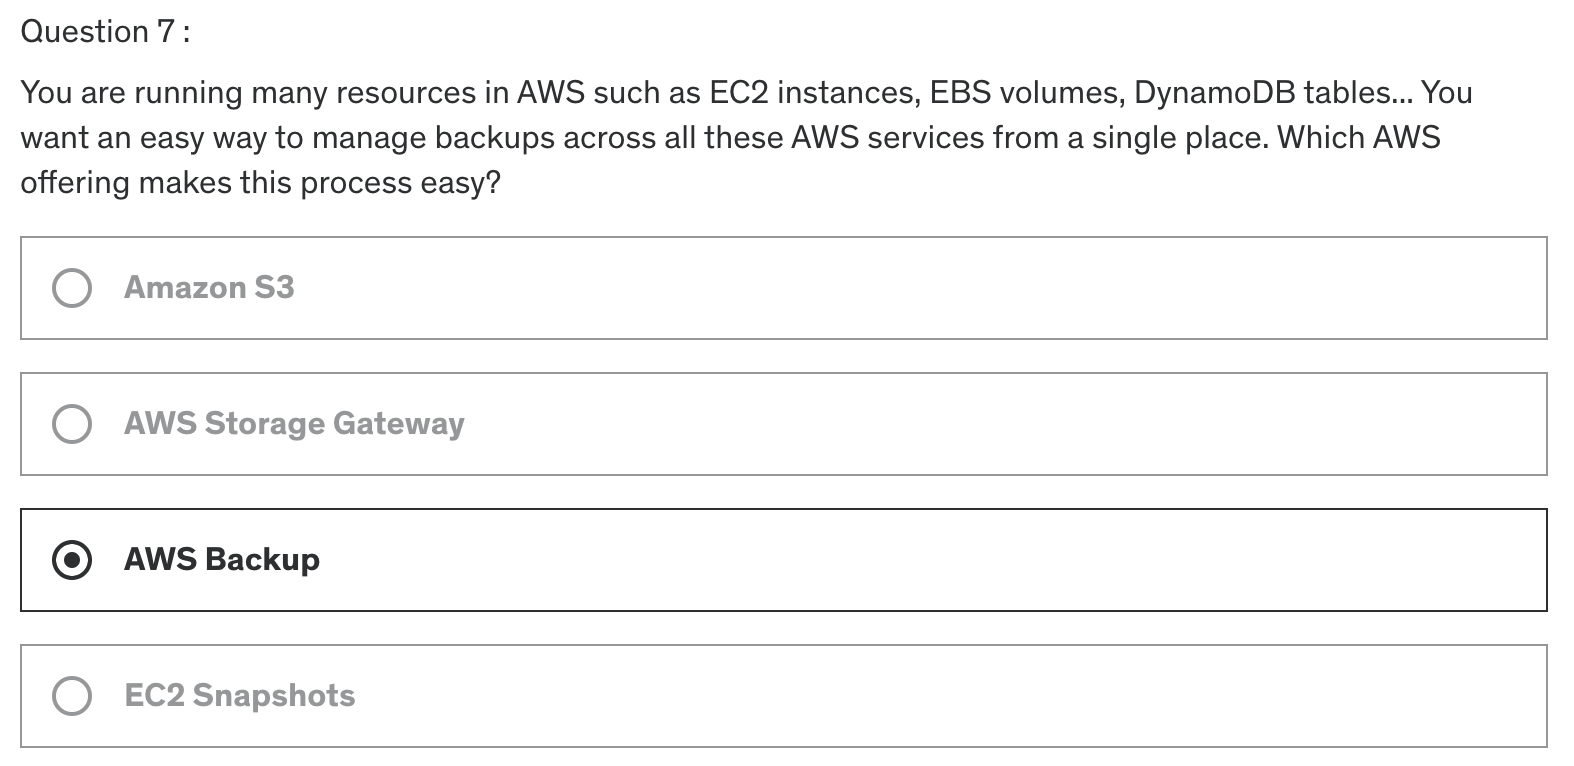 Question 7 :
You are running many resources in AWS such as EC2 instances, EBS volumes, DynamoDB tables... You
want an easy way to manage backups across all these AWS services from a single place. Which AWS
offering makes this process easy?
Amazon S3
AWS Storage Gateway
AWS Backup
EC2 Snapshots